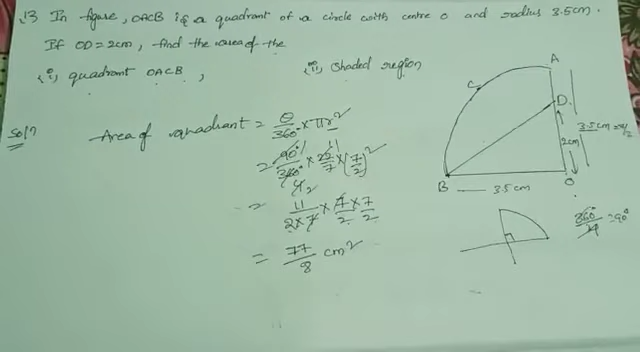 13 In figure, OACB is a quadrant of a circle with centre O and radius 3.5cm.
If OD=2cm, find the area of the
(i) quadrant OACB, (ii) Shaded region
Sol?
Area of quadrant = θ/360° × πr²
= 90°/360° × 22/7 × (7/2)²
= 11/(2×7) × 7/2 × 7/2
= 77/8 cm²
A
C
D
3.5cm = 7/2
2cm
B
3.5cm
O
360°/4 = 90°